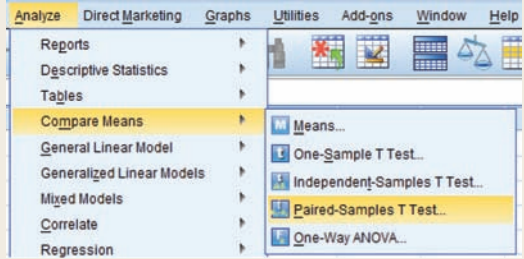 Analyze Direct Marketing Graphs Utilities Add-ons Window Help
Reports
Descriptive Statistics
Tables
Compare Means
General Linear Model
Generalized Linear Models
Mixed Models
Correlate
Regression
Means...
One-Sample T Test...
Independent-Samples T Test...
Paired-Samples T Test...
One-Way ANOVA...